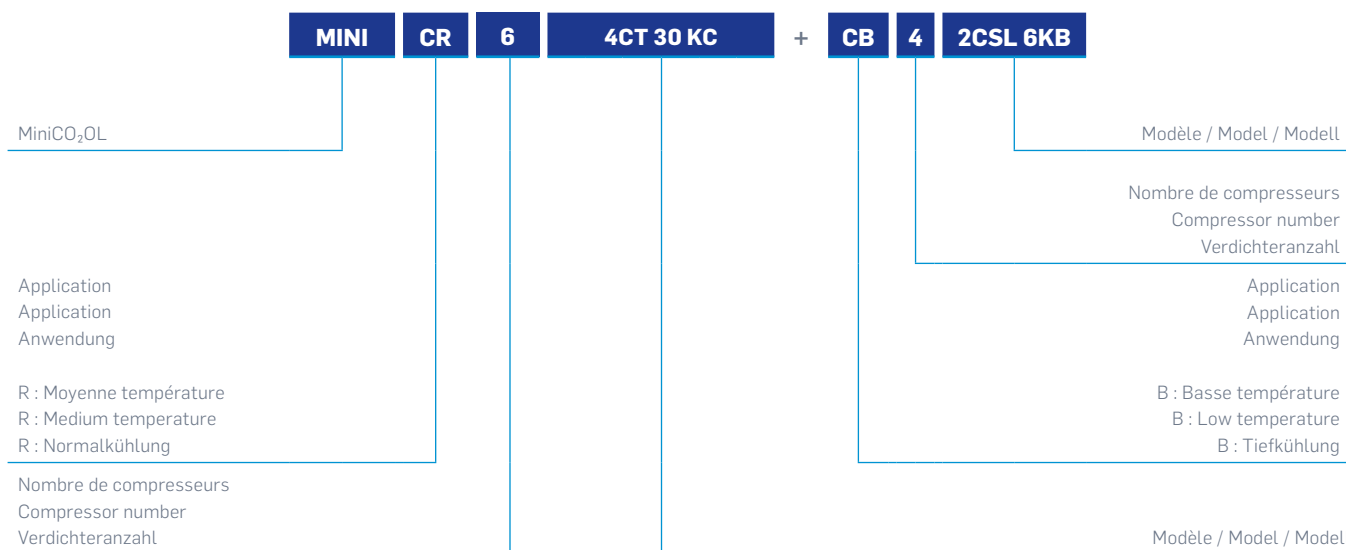 MINI CR 6 4CT 30 KC + CB 4 2CSL 6KB
MiniCO₂OL
Modèle / Model / Modell
Nombre de compresseurs
Compressor number
Verdichteranzahl
Application
Application
Anwendung
R : Moyenne température
R : Medium temperature
R : Normalkühlung
Application
Application
Anwendung
B : Basse température
B : Low temperature
B : Tiefkühlung
Nombre de compresseurs
Compressor number
Verdichteranzahl
Modèle / Model / Model